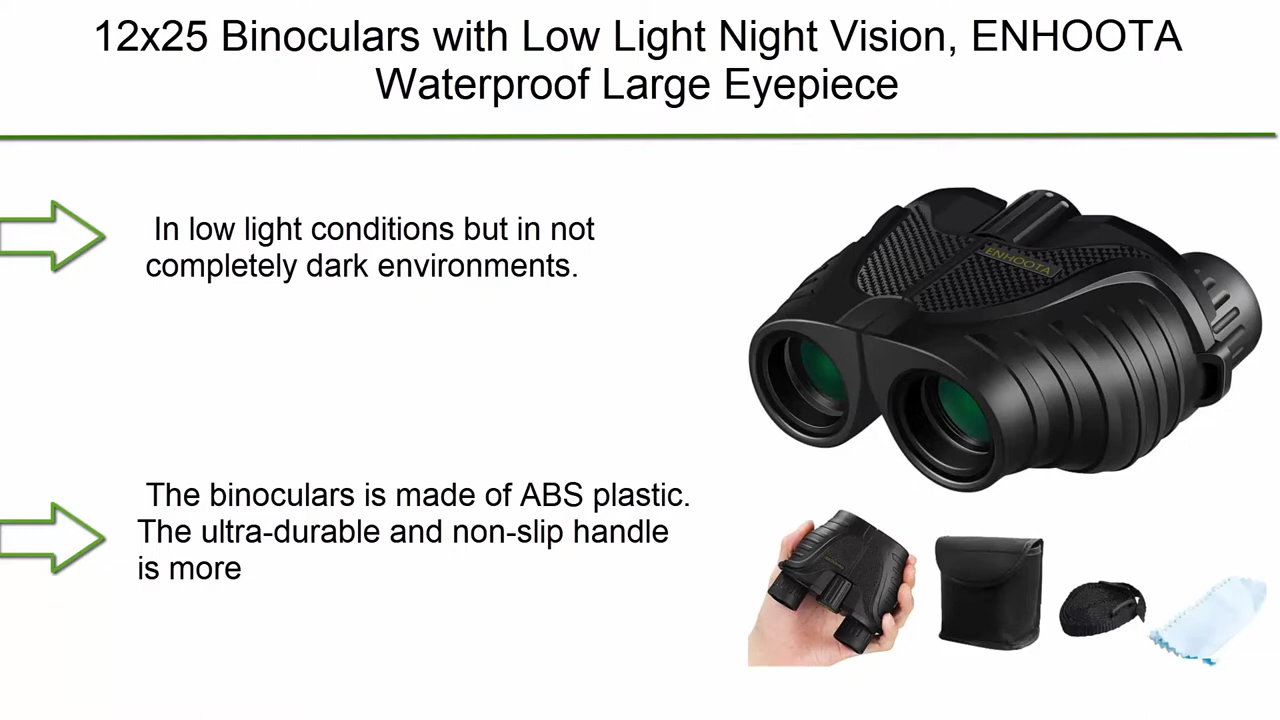 12x25 Binoculars with Low Light Night Vision, ENHOOTA
Waterproof Large Eyepiece
In low light conditions but in not
completely dark environments.
ENHOOTA
The binoculars is made of ABS plastic.
The ultra-durable and non-slip handle
is more